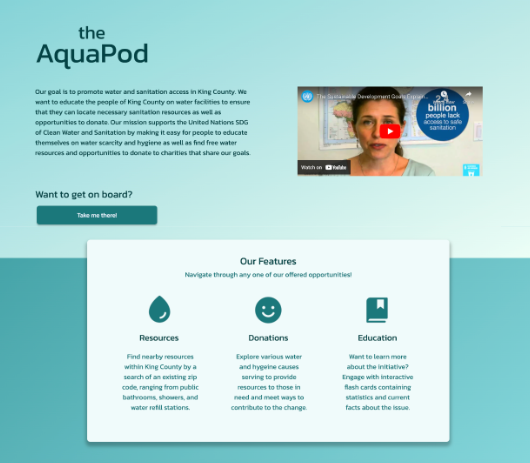 the
AquaPod
Our goal is to promote water and sanitation access in King County. We
want to educate the people of King County on water facilities to ensure
that they can locate necessary sanitation resources as well as
opportunities to donate. Our mission supports the United Nations SDG
of Clean Water and Sanitation by making it easy for people to educate
themselves on water scarcity and hygiene as well as find free water
resources and opportunities to donate to charities that share our goals.
The Sustainable Development Goals Explain...
billion
people lack
access to safe
sanitation
Watch on YouTube
Want to get on board?
Take me there!
Our Features
Navigate through any one of our offered opportunities!
Resources
Find nearby resources
within King County by a
search of an existing zip
code, ranging from public
bathrooms, showers, and
water refill stations.
Donations
Explore various water
and hygeine causes
serving to provide
resources to those in
need and meet ways to
contribute to the change.
Education
Want to learn more
about the initiative?
Engage with interactive
flash cards containing
statistics and current
facts about the issue.